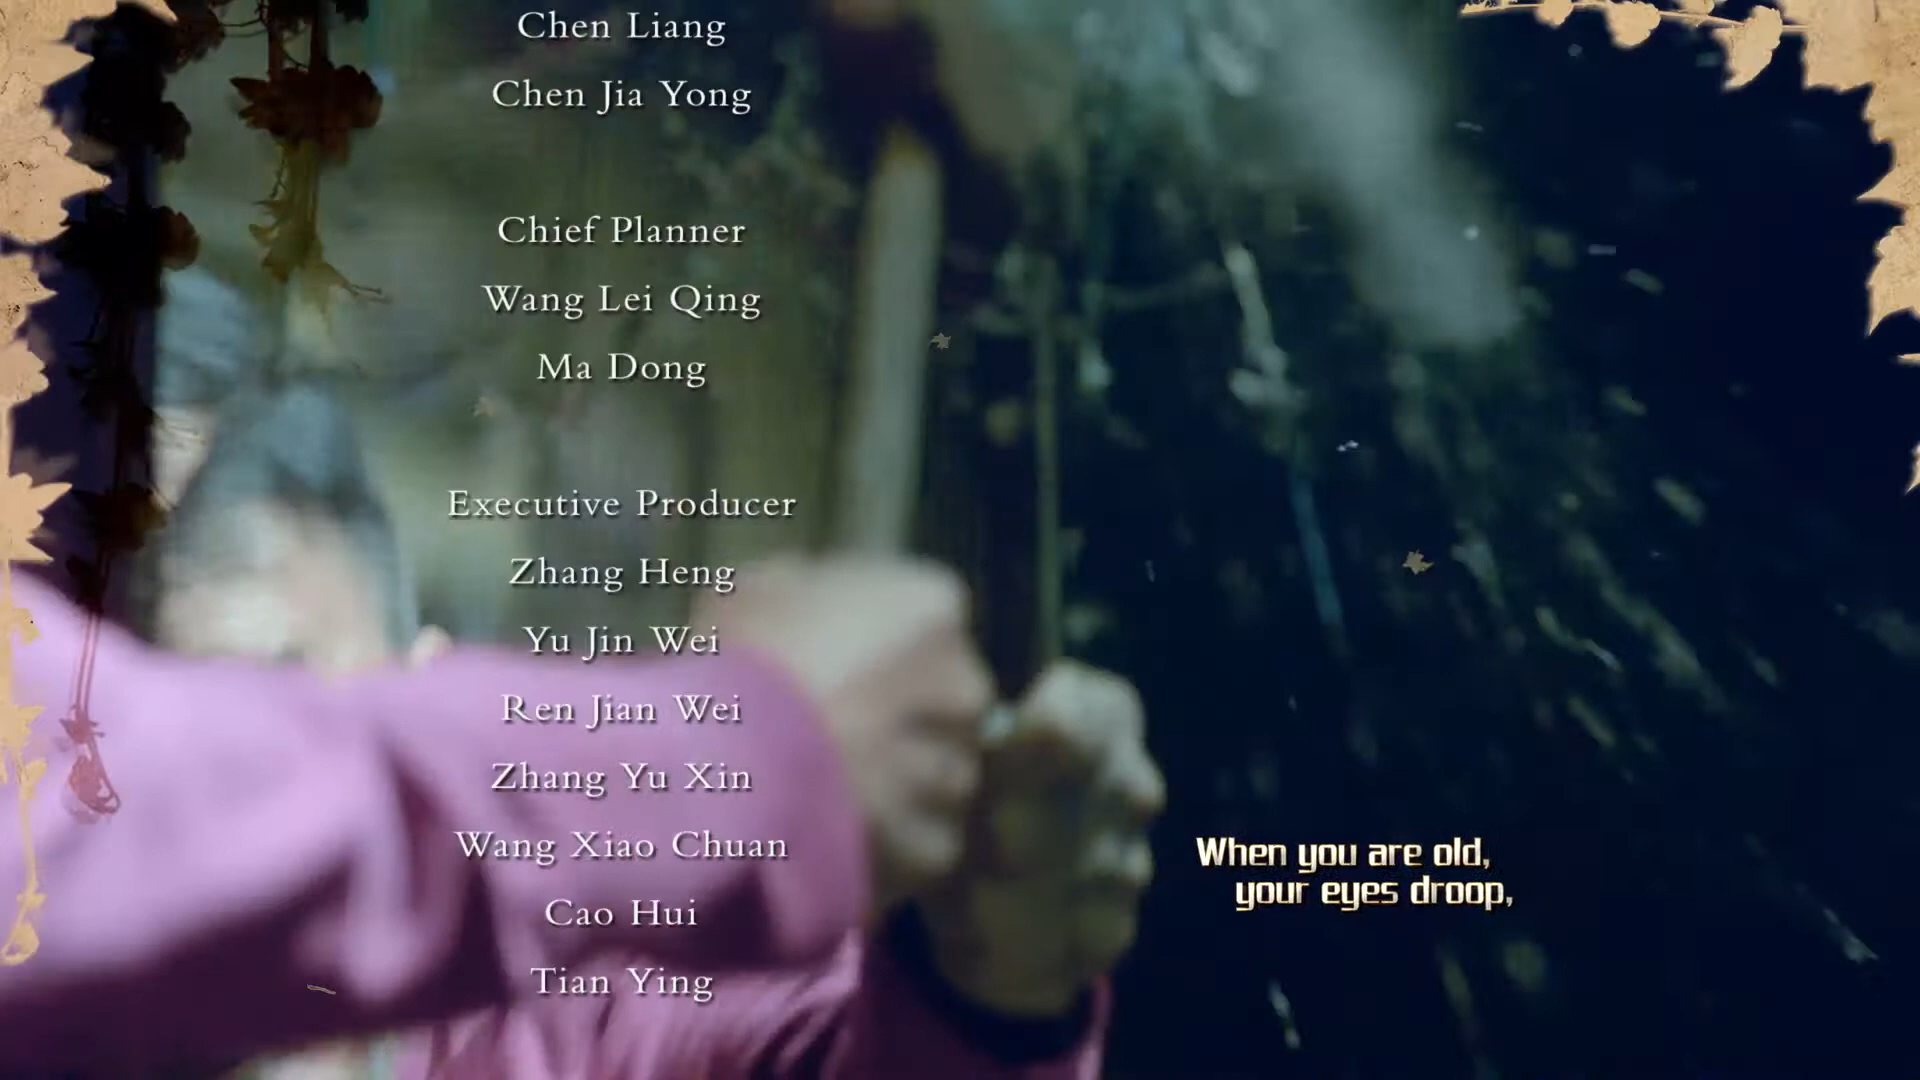 Chen Liang
Chen Jia Yong
Chief Planner
Wang Lei Qing
Ma Dong
Executive Producer
Zhang Heng
Yu Jin Wei
Ren Jian Wei
Zhang Yu Xin
Wang Xiao Chuan
Cao Hui
Tian Ying
When you are old,
your eyes droop,